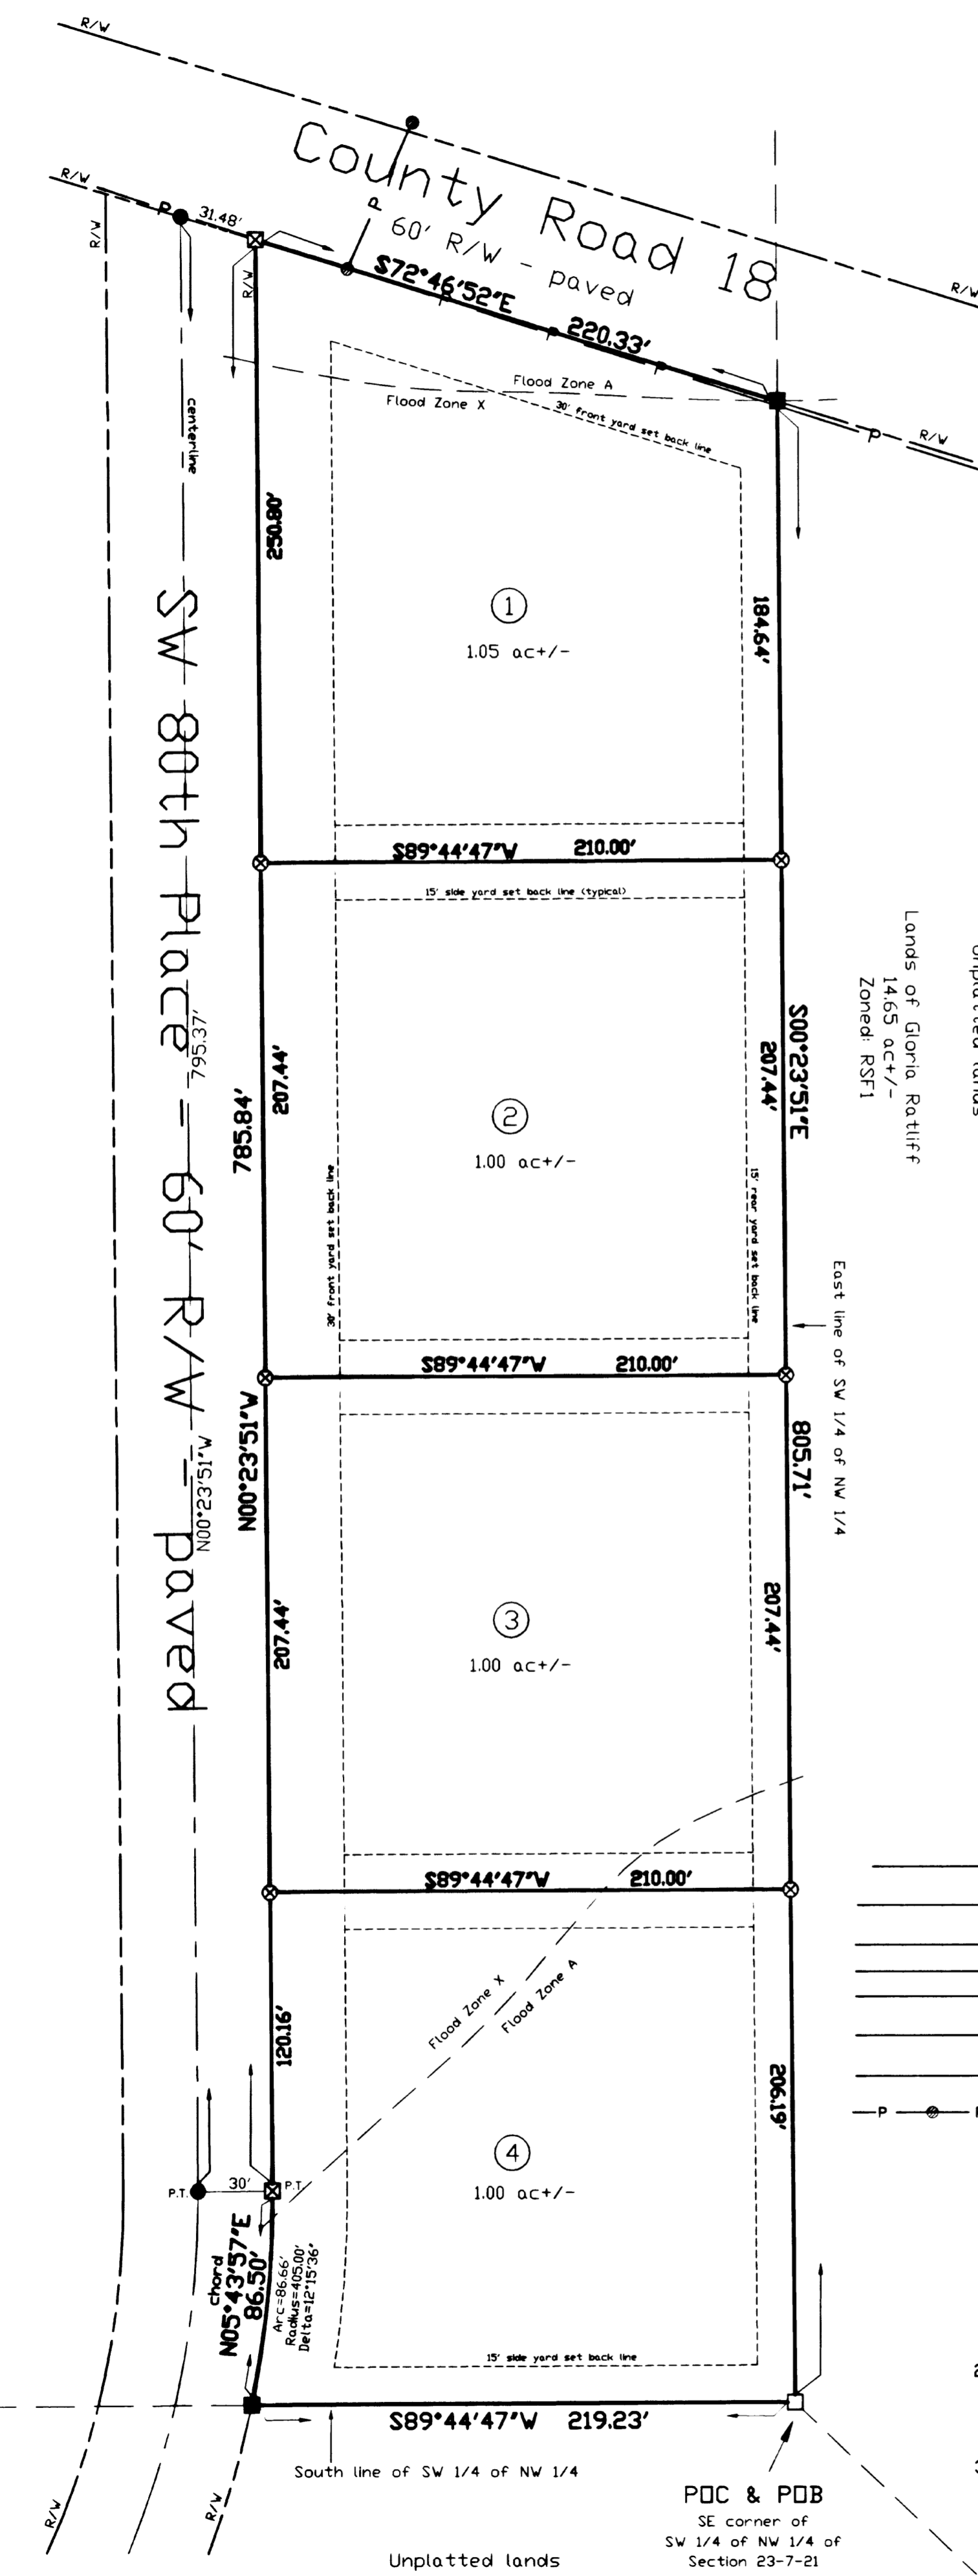 R/W
County Road 18
60' R/W - paved
R/W
R/W
P
31.48'
R/W
R/W
P
S72°46'52"E
220.33'
P
P
P
P
R/W
Flood Zone A
Flood Zone X
30' front yard set back line
centerline
250.80'
1
1.05 ac+/-
184.64'
SW 80th Place - 60' R/W - paved
795.37'
N00°23'51"W
S89°44'47"W 210.00'
15' side yard set back line (typical)
Lands of Gloria Ratliff
14.65 ac+/-
Zoned: RSF1
S00°23'51"E
207.44'
207.44'
785.84'
2
1.00 ac+/-
30' front yard set back line
15' rear yard set back line
East line of SW 1/4 of NW 1/4
S89°44'47"W 210.00'
N00°23'51"W
805.71'
207.44'
207.44'
3
1.00 ac+/-
S89°44'47"W 210.00'
Flood Zone X
Flood Zone A
120.16'
206.19'
P
4
1.00 ac+/-
P.T.
30'
P.T.
chord
N05°43'57"E
86.50'
Arc=86.66'
Radius=405.00'
Delta=12°15'36"
15' side yard set back line
S89°44'47"W 219.23'
South line of SW 1/4 of NW 1/4
R/W
R/W
POC & POB
SE corner of
SW 1/4 of NW 1/4 of
Section 23-7-21
Unplatted lands